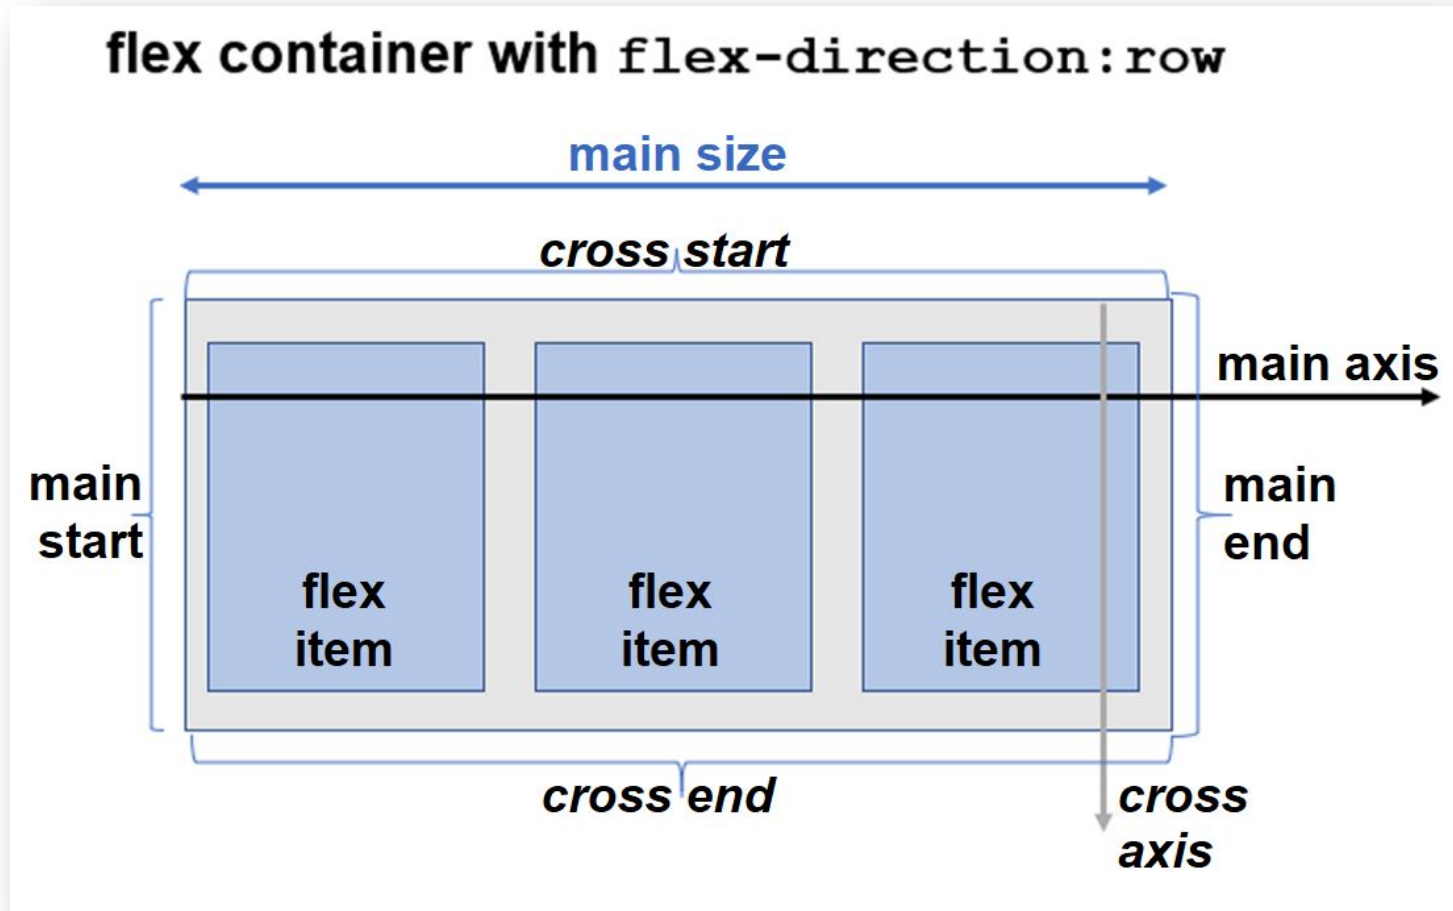 flex container with flex-direction:row
main size
cross start
main axis
main
start
main
end
flex
item
flex
item
flex
item
cross end
cross
axis